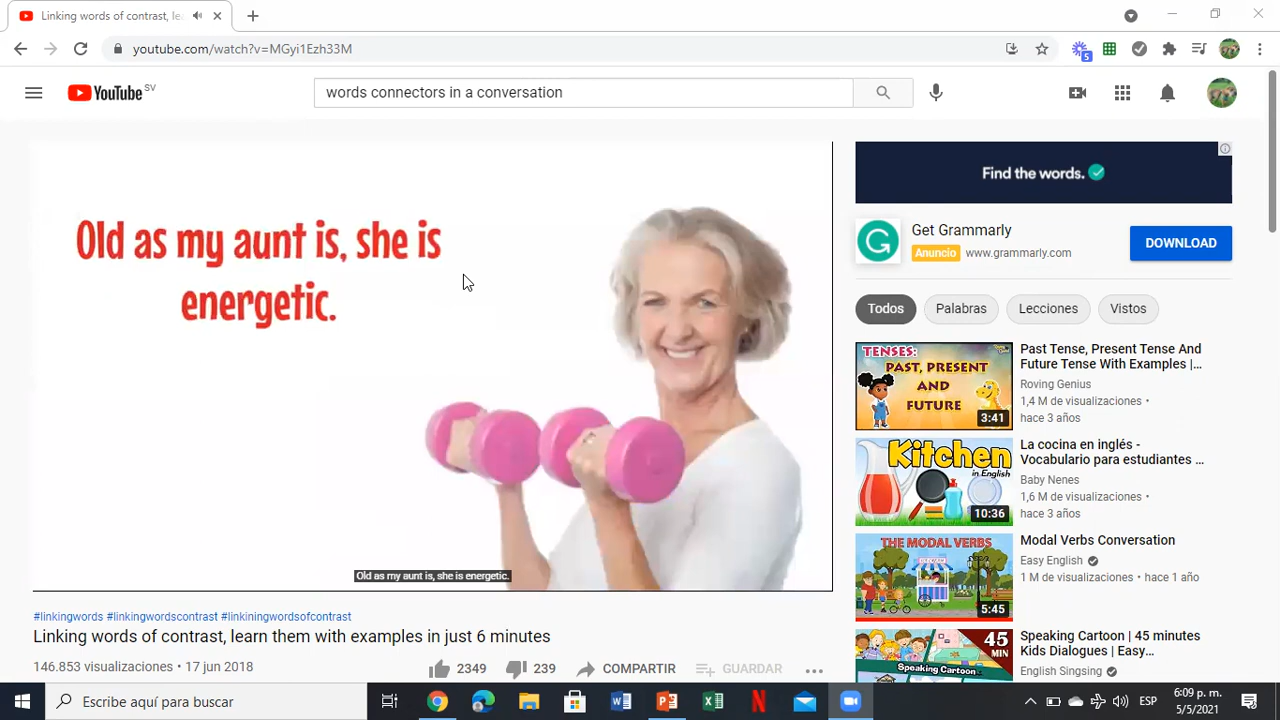 Linking words of contrast, le
youtube.com/watch?v=MGyi1Ezh33M
5
YouTube SV
words connectors in a conversation
Old as my aunt is, she is
energetic.
Old as my aunt is, she is energetic.
#linkingwords #linkingwordscontrast #linkiningwordsofcontrast
Linking words of contrast, learn them with examples in just 6 minutes
146.853 visualizaciones • 17 jun 2018
2349
239
COMPARTIR
GUARDAR
Find the words.
Get Grammarly
Anuncio www.grammarly.com
DOWNLOAD
Todos
Palabras
Lecciones
Vistos
TENSES:
PAST, PRESENT
AND
FUTURE
3:41
Past Tense, Present Tense And
Future Tense With Examples |...
Roving Genius
1,4 M de visualizaciones •
hace 3 años
Kitchen
in English
10:36
La cocina en inglés -
Vocabulario para estudiantes ...
Baby Nenes
1,6 M de visualizaciones •
hace 3 años
THE MODAL VERBS
5:45
Modal Verbs Conversation
Easy English
1 M de visualizaciones • hace 1 año
45
MIN
Speaking Cartoon
Speaking Cartoon | 45 minutes
Kids Dialogues | Easy...
English Singsing
Escribe aquí para buscar
ESP
6:09 p. m.
5/5/2021